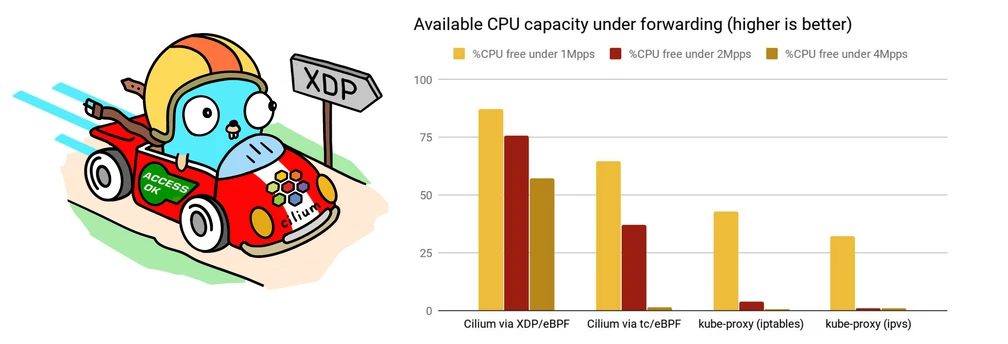 XDP
ACCESS
OK
cilium
Available CPU capacity under forwarding (higher is better)
%CPU free under 1Mpps %CPU free under 2Mpps %CPU free under 4Mpps
100
75
50
25
0
Cilium via XDP/eBPF Cilium via tc/eBPF kube-proxy (iptables) kube-proxy (ipvs)